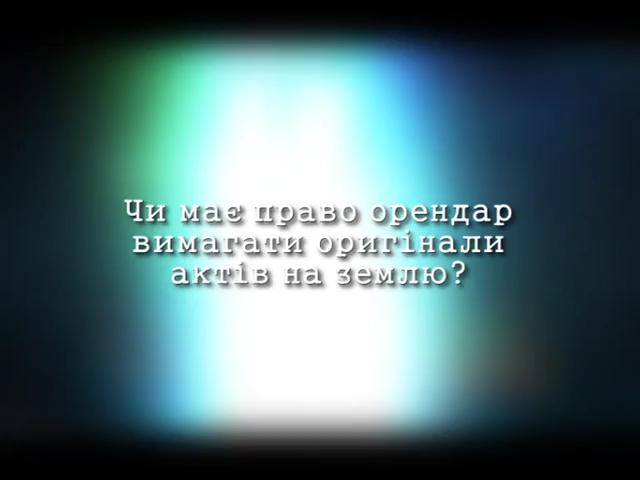 Чи має право орендар
вимагати оригінали
актів на землю?